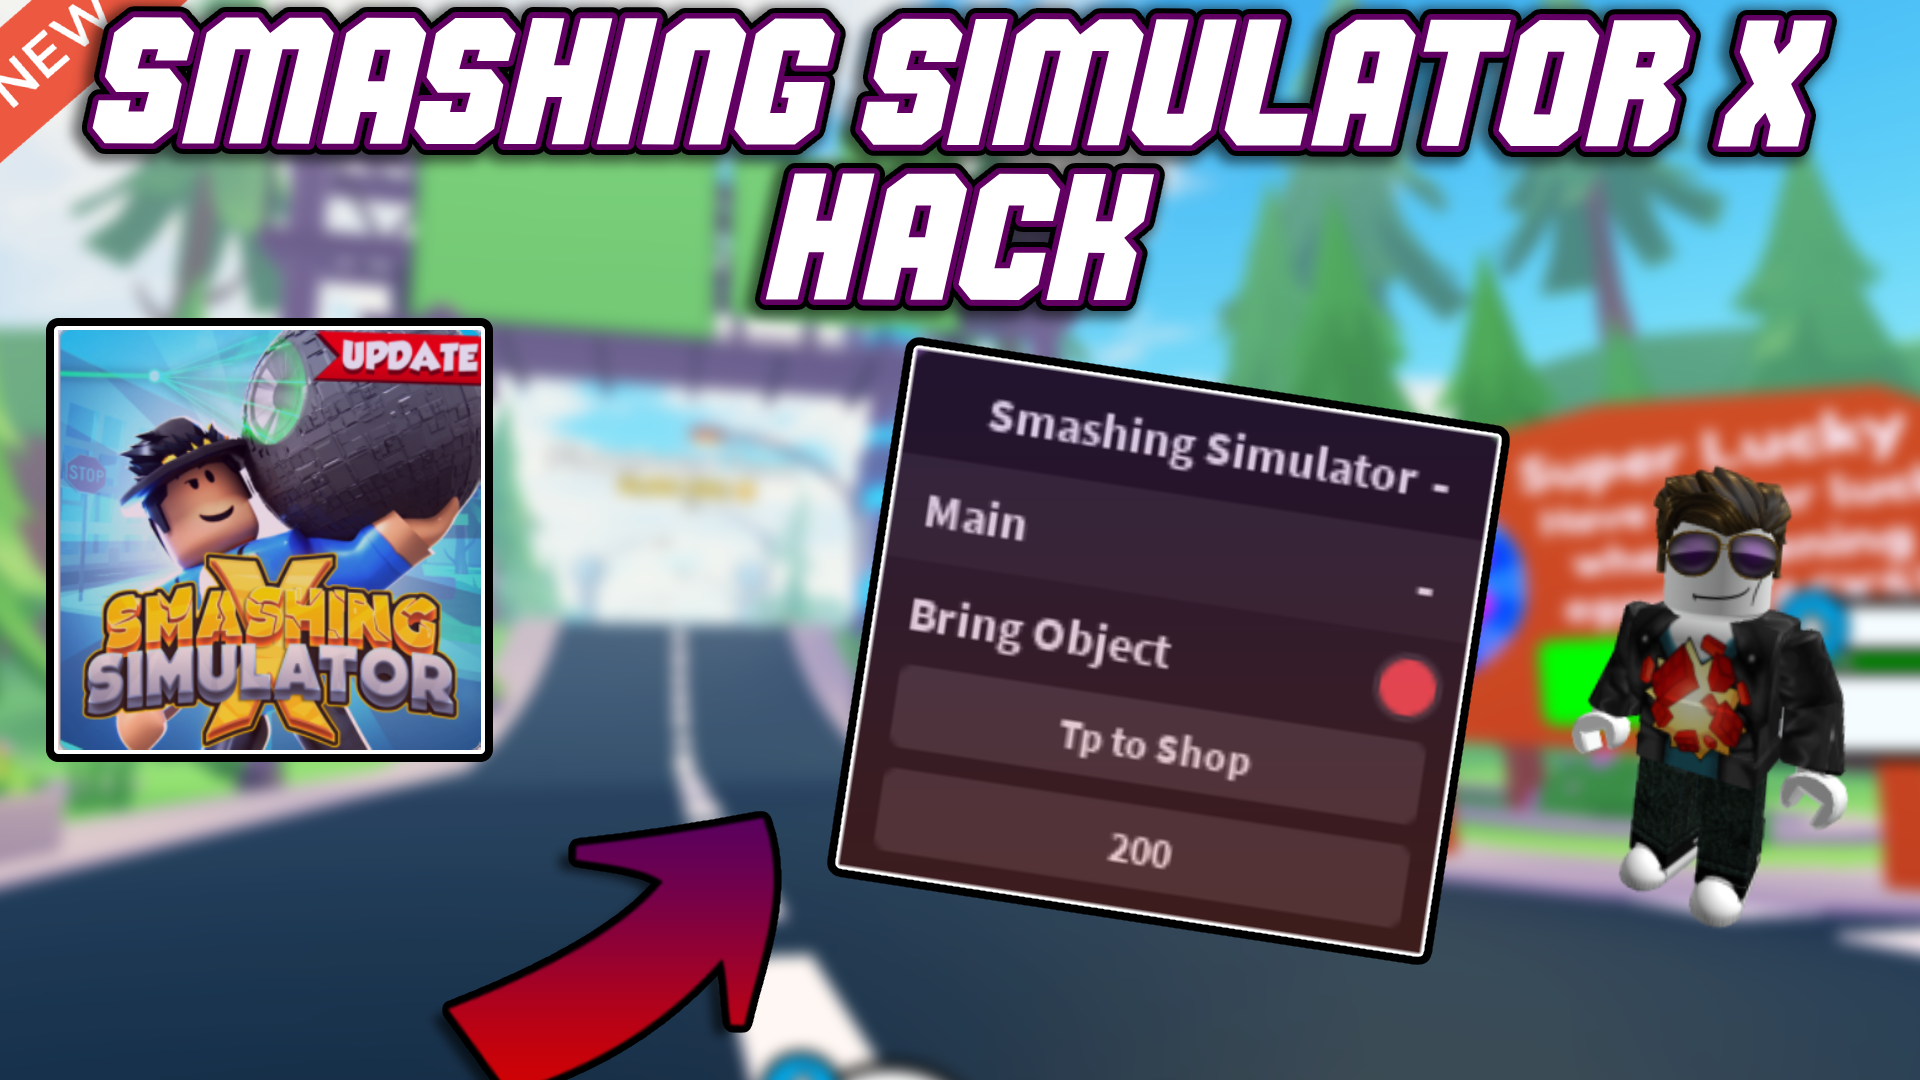 NEW
SMASHING SIMULATOR X
HACK
UPDATE
STOP
X
SMASHING
SIMULATOR
Smashing Simulator -
Main
-
Bring Object
Tp to Shop
200
Super Lucky